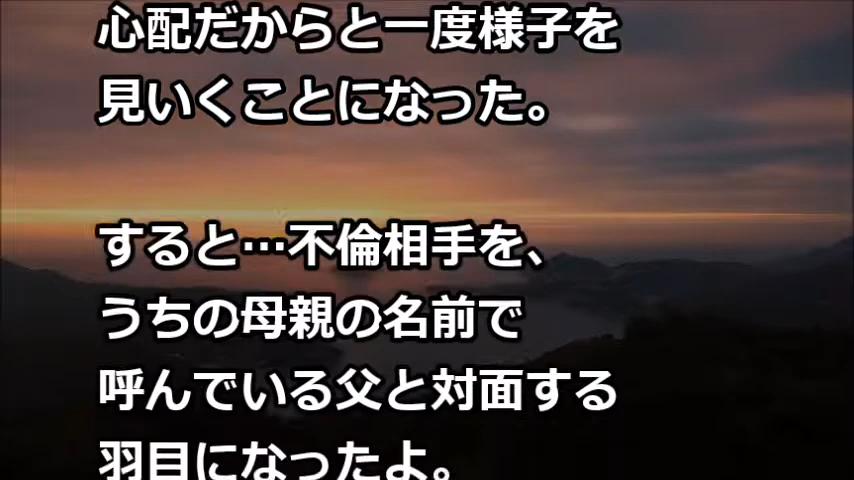 心配だからと一度様子を
見いくことになった。
すると…不倫相手を、
うちの母親の名前で
呼んでいる父と対面する
羽目になったよ。